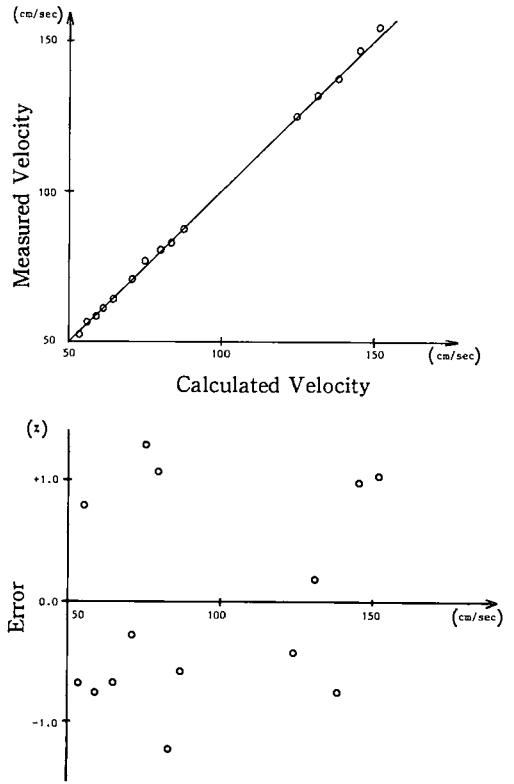 (cm/sec)
150
100
50
Measured Velocity
50
100
150
(cm/sec)
Calculated Velocity
(%)
+1.0
0.0
-1.0
Error
50
100
150
(cm/sec)